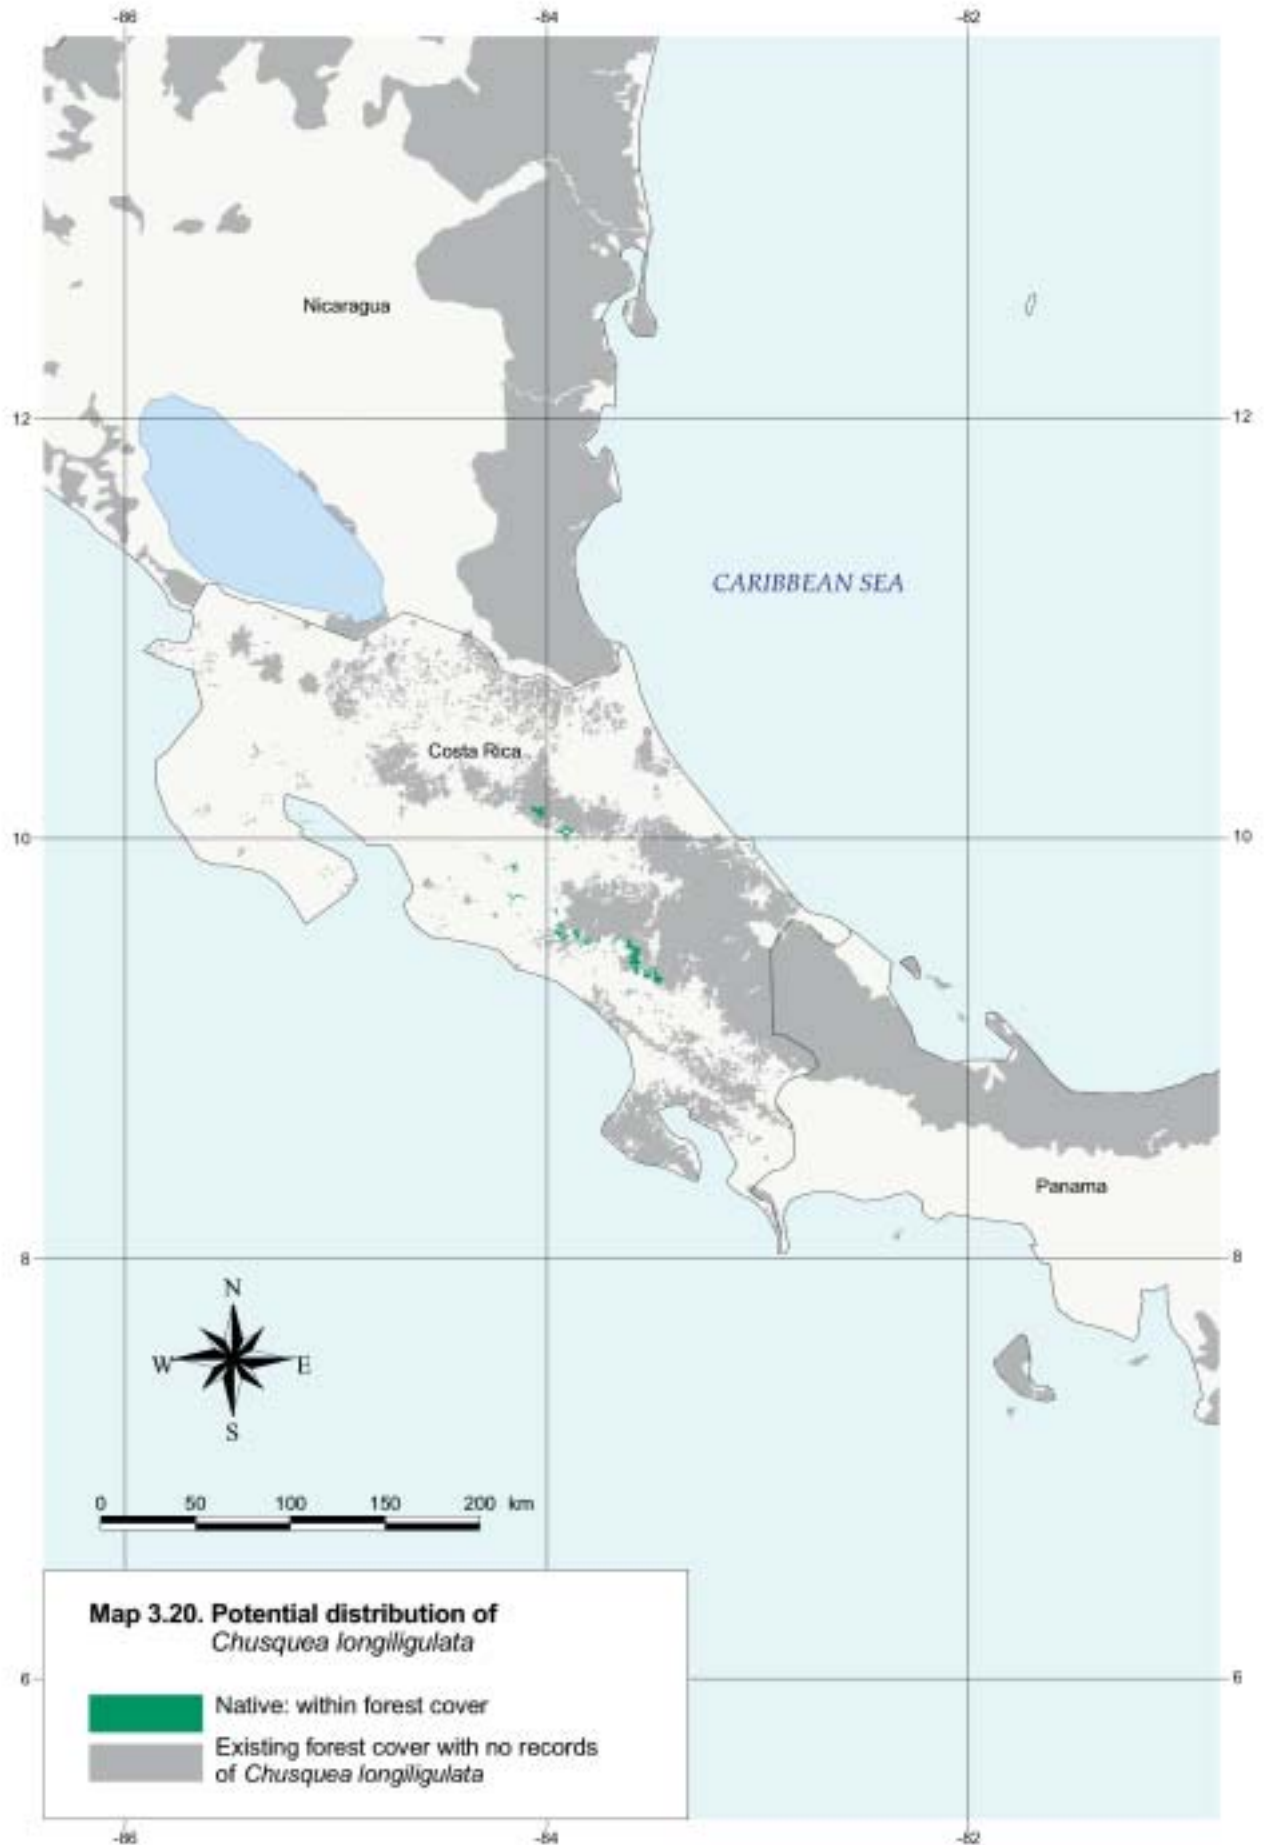 -86 -84 -82
Nicaragua
12 12
CARIBBEAN SEA
Costa Rica
10 10
Panama
8 8
N
W E
S
0 50 100 150 200 km
Map 3.20. Potential distribution of
Chusquea longiligulata
6 6
Native: within forest cover
Existing forest cover with no records
of Chusquea longiligulata
-86 -84 -82